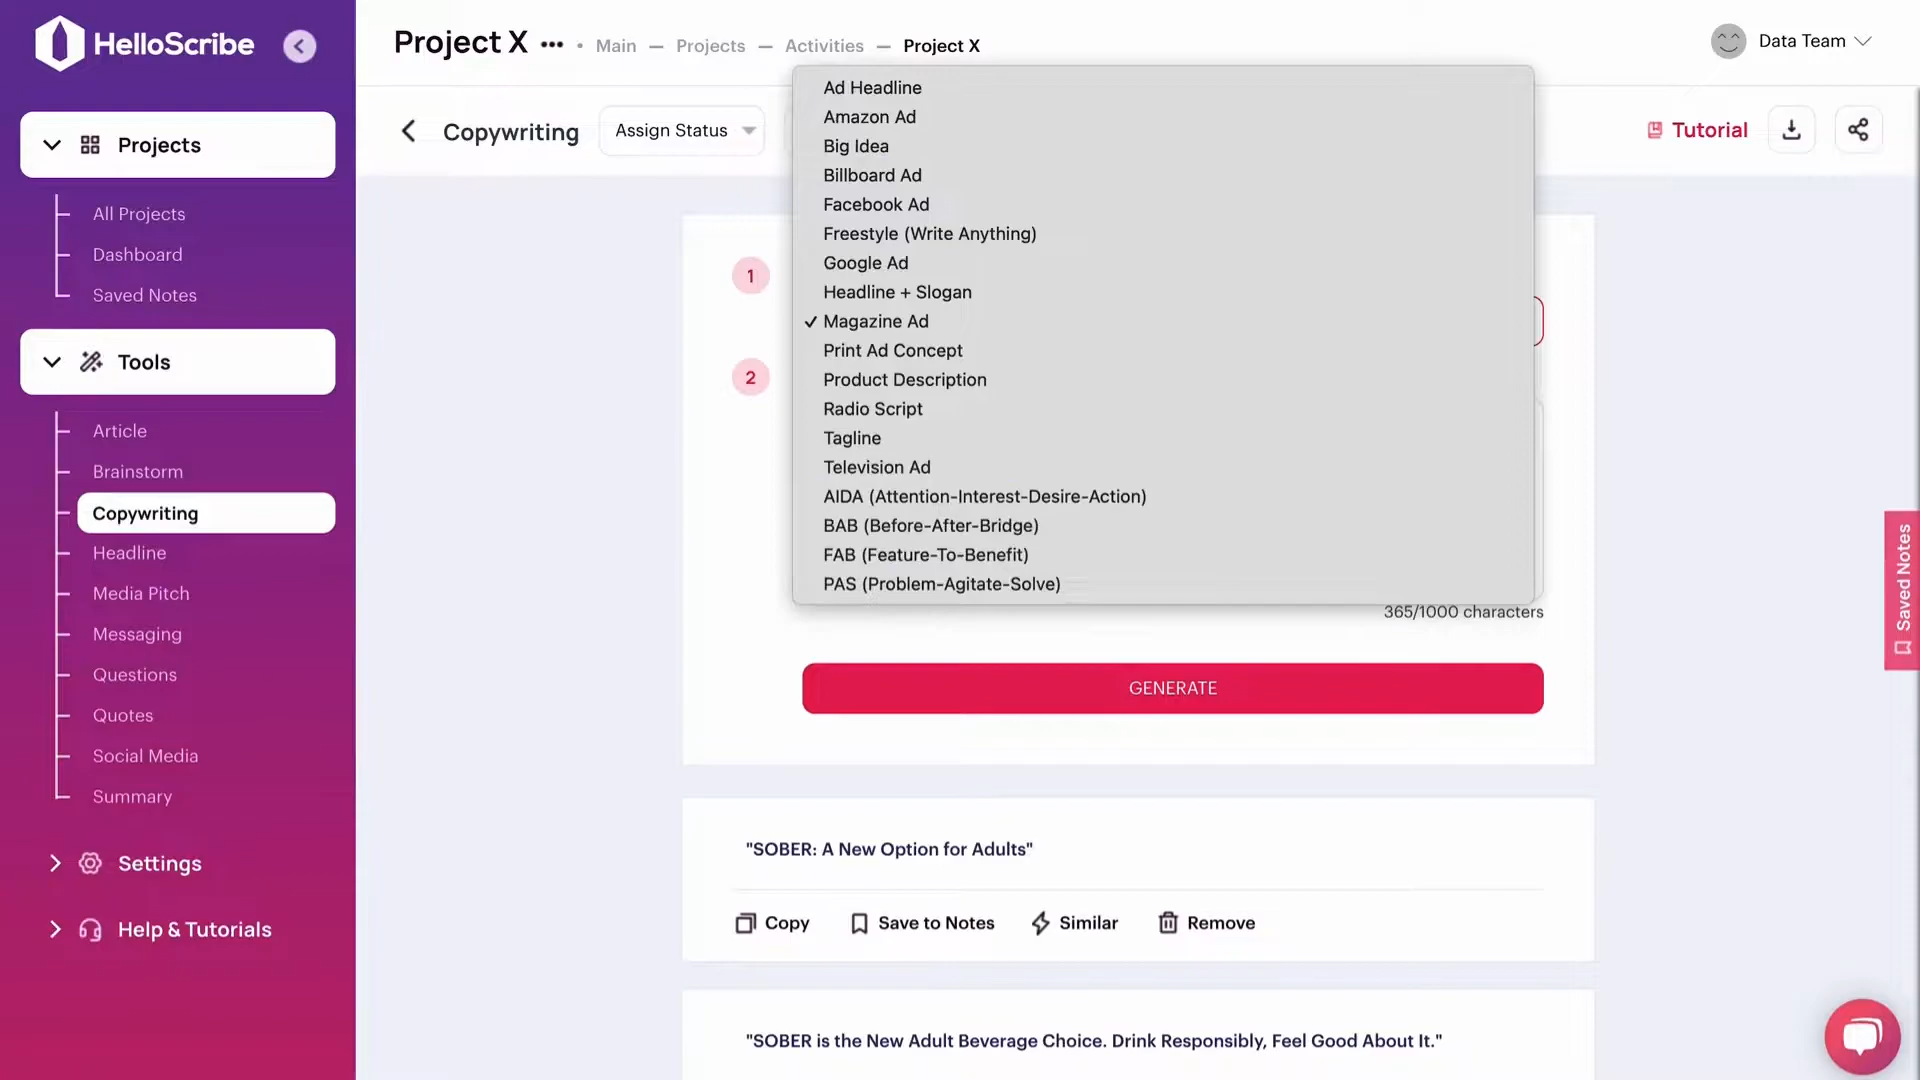 HelloScribe
Project X ••• • Main — Projects — Activities — Project X
Data Team
Projects
All Projects
Dashboard
Saved Notes
Tools
Article
Brainstorm
Copywriting
Headline
Media Pitch
Messaging
Questions
Quotes
Social Media
Summary
Settings
Help & Tutorials
Copywriting
Assign Status
Tutorial
1
2
Ad Headline
Amazon Ad
Big Idea
Billboard Ad
Facebook Ad
Freestyle (Write Anything)
Google Ad
Headline + Slogan
✓ Magazine Ad
Print Ad Concept
Product Description
Radio Script
Tagline
Television Ad
AIDA (Attention-Interest-Desire-Action)
BAB (Before-After-Bridge)
FAB (Feature-To-Benefit)
PAS (Problem-Agitate-Solve)
365/1000 characters
GENERATE
"SOBER: A New Option for Adults"
Copy
Save to Notes
Similar
Remove
"SOBER is the New Adult Beverage Choice. Drink Responsibly, Feel Good About It."
Saved Notes